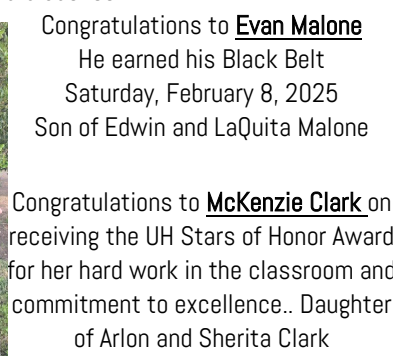 Congratulations to Evan Malone
He earned his Black Belt
Saturday, February 8, 2025
Son of Edwin and LaQuita Malone
Congratulations to McKenzie Clark on
receiving the UH Stars of Honor Award
for her hard work in the classroom and
commitment to excellence.. Daughter
of Arlon and Sherita Clark